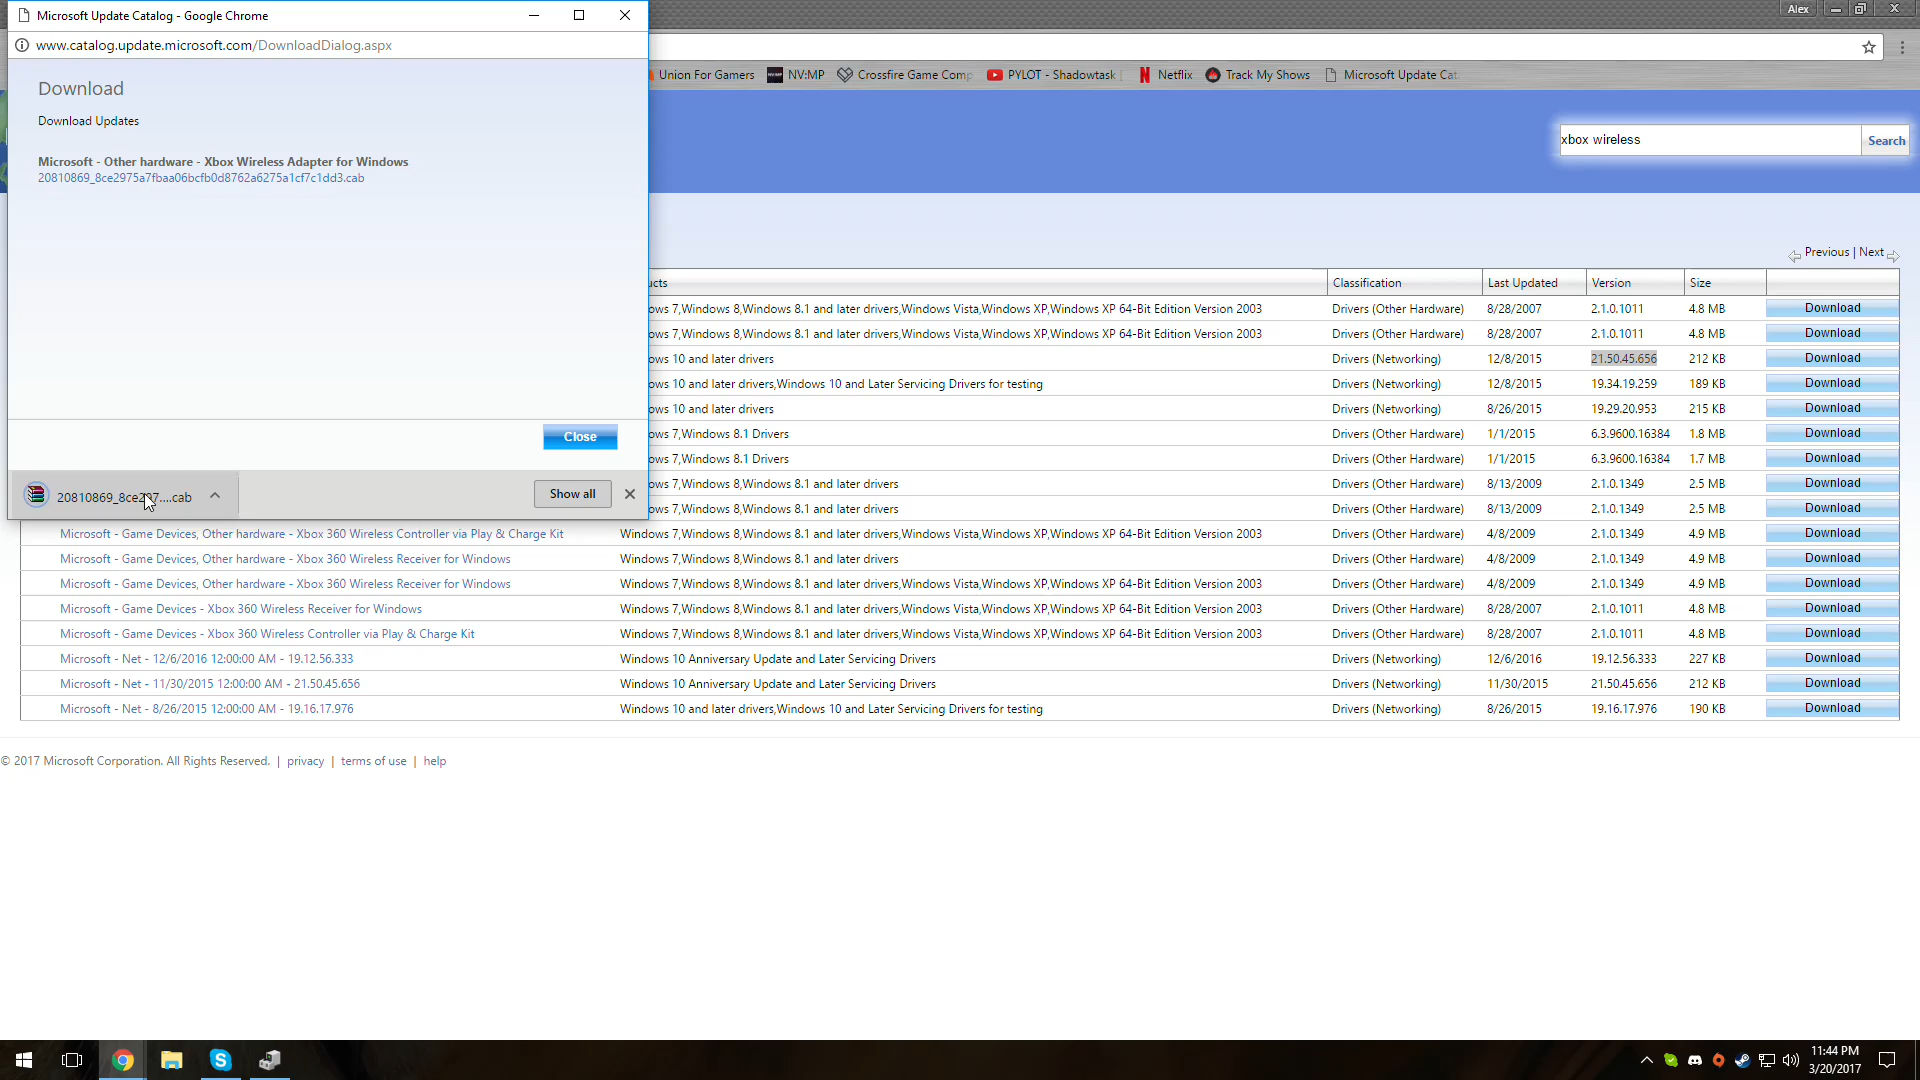 Microsoft Update Catalog - Google Chrome
Alex
www.catalog.update.microsoft.com/DownloadDialog.aspx
Union For Gamers NV:MP Crossfire Game Comp PYLOT - Shadowtask Netflix Track My Shows Microsoft Update Cat
Download
Download Updates
xbox wireless Search
Microsoft - Other hardware - Xbox Wireless Adapter for Windows
20810869_8ce2975a7fbaa06bcfb0d8762a6275a1cf7c1dd3.cab
Previous | Next
ucts Classification Last Updated Version Size
ows 7,Windows 8,Windows 8.1 and later drivers,Windows Vista,Windows XP,Windows XP 64-Bit Edition Version 2003 Drivers (Other Hardware) 8/28/2007 2.1.0.1011 4.8 MB Download
ows 7,Windows 8,Windows 8.1 and later drivers,Windows Vista,Windows XP,Windows XP 64-Bit Edition Version 2003 Drivers (Other Hardware) 8/28/2007 2.1.0.1011 4.8 MB Download
ows 10 and later drivers Drivers (Networking) 12/8/2015 21.50.45.656 212 KB Download
ows 10 and later drivers,Windows 10 and Later Servicing Drivers for testing Drivers (Networking) 12/8/2015 19.34.19.259 189 KB Download
ows 10 and later drivers Drivers (Networking) 8/26/2015 19.29.20.953 215 KB Download
ows 7,Windows 8.1 Drivers Drivers (Other Hardware) 1/1/2015 6.3.9600.16384 1.8 MB Download
Close
ows 7,Windows 8.1 Drivers Drivers (Other Hardware) 1/1/2015 6.3.9600.16384 1.7 MB Download
ows 7,Windows 8,Windows 8.1 and later drivers Drivers (Other Hardware) 8/13/2009 2.1.0.1349 2.5 MB Download
20810869_8ce297....cab Show all
ows 7,Windows 8,Windows 8.1 and later drivers Drivers (Other Hardware) 8/13/2009 2.1.0.1349 2.5 MB Download
Microsoft - Game Devices, Other hardware - Xbox 360 Wireless Controller via Play & Charge Kit Windows 7,Windows 8,Windows 8.1 and later drivers,Windows Vista,Windows XP,Windows XP 64-Bit Edition Version 2003 Drivers (Other Hardware) 4/8/2009 2.1.0.1349 4.9 MB Download
Microsoft - Game Devices, Other hardware - Xbox 360 Wireless Receiver for Windows Windows 7,Windows 8,Windows 8.1 and later drivers Drivers (Other Hardware) 4/8/2009 2.1.0.1349 4.9 MB Download
Microsoft - Game Devices, Other hardware - Xbox 360 Wireless Receiver for Windows Windows 7,Windows 8,Windows 8.1 and later drivers,Windows Vista,Windows XP,Windows XP 64-Bit Edition Version 2003 Drivers (Other Hardware) 4/8/2009 2.1.0.1349 4.9 MB Download
Microsoft - Game Devices - Xbox 360 Wireless Receiver for Windows Windows 7,Windows 8,Windows 8.1 and later drivers,Windows Vista,Windows XP,Windows XP 64-Bit Edition Version 2003 Drivers (Other Hardware) 8/28/2007 2.1.0.1011 4.8 MB Download
Microsoft - Game Devices - Xbox 360 Wireless Controller via Play & Charge Kit Windows 7,Windows 8,Windows 8.1 and later drivers,Windows Vista,Windows XP,Windows XP 64-Bit Edition Version 2003 Drivers (Other Hardware) 8/28/2007 2.1.0.1011 4.8 MB Download
Microsoft - Net - 12/6/2016 12:00:00 AM - 19.12.56.333 Windows 10 Anniversary Update and Later Servicing Drivers Drivers (Networking) 12/6/2016 19.12.56.333 227 KB Download
Microsoft - Net - 11/30/2015 12:00:00 AM - 21.50.45.656 Windows 10 Anniversary Update and Later Servicing Drivers Drivers (Networking) 11/30/2015 21.50.45.656 212 KB Download
Microsoft - Net - 8/26/2015 12:00:00 AM - 19.16.17.976 Windows 10 and later drivers,Windows 10 and Later Servicing Drivers for testing Drivers (Networking) 8/26/2015 19.16.17.976 190 KB Download
© 2017 Microsoft Corporation. All Rights Reserved. | privacy | terms of use | help
11:44 PM
3/20/2017